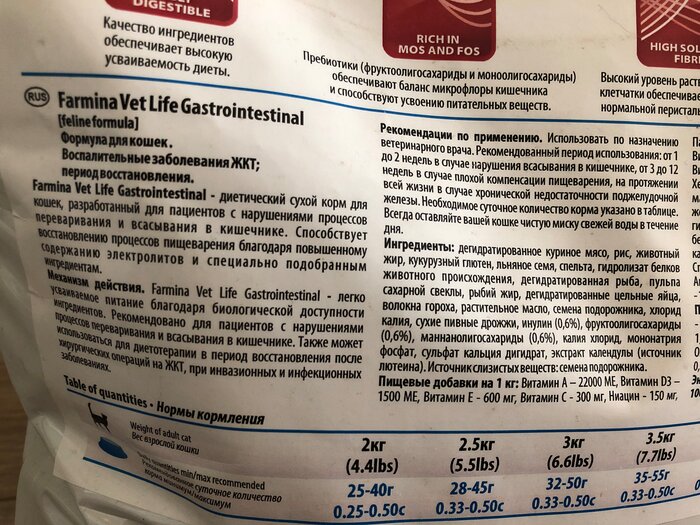 DIGESTIBLE
Качество ингредиентов
обеспечивает высокую
усваиваемость диеты.
RICH IN
MOS AND FOS
Пребиотики (фруктоолигосахариды и моноолигосахариды)
обеспечивают баланс микрофлоры кишечника
и способствуют усвоению питательных веществ.
HIGH SOL
FIBRE
Высокий уровень раств
клетчатки обеспечивае
нормальной перисталь
RUS
Farmina Vet Life Gastrointestinal
[feline formula]
Формула для кошек.
Воспалительные заболевания ЖКТ;
период восстановления.
Farmina Vet Life Gastrointestinal - диетический сухой корм для
кошек, разработанный для пациентов с нарушениями процессов
переваривания и всасывания в кишечнике. Способствует
восстановлению процессов пищеварения благодаря повышенному
содержанию электролитов и специально подобранным
ингредиентам.
Механизм действия. Farmina Vet Life Gastrointestinal - легко
усваиваемое питание благодаря биологической доступности
ингредиентов. Рекомендовано для пациентов с нарушениями
процессов переваривания и всасывания в кишечнике. Также может
использоваться для диетотерапии в период восстановления после
хирургических операций на ЖКТ, при инвазионных и инфекционных
заболеваниях.
Рекомендации по применению. Использовать по назначению
ветеринарного врача. Рекомендованный период использования: от 1
до 2 недель в случае нарушения всасывания в кишечнике, от 3 до 12
недель в случае плохой компенсации пищеварения, на протяжении
всей жизни в случае хронической недостаточности поджелудочной
железы. Необходимое суточное количество корма указано в таблице.
Всегда оставляйте вашей кошке чистую миску свежей воды в течение
дня.
Ингредиенты: дегидратированное куриное мясо, рис, животный
жир, кукурузный глютен, льняное семя, спельта, гидролизат белков
животного происхождения, дегидратированная рыба, пульпа
сахарной свеклы, рыбий жир, дегидратированные цельные яйца,
волокна гороха, растительное масло, семена подорожника, хлорид
калия, сухие пивные дрожжи, инулин (0,6%), фруктоолигосахариды
(0,6%), маннанолигосахариды (0,6%), калия хлорид, мононатрия
фосфат, сульфат кальция дигидрат, экстракт календулы (источник
лютеина). Источник слизистых веществ: семена подорожника.
Пищевые добавки на 1 кг: Витамин A – 22000 МЕ, Витамин D3 –
1500 МЕ, Витамин Е - 600 мг, Витамин С - 300 мг, Ниацин - 150 мг,
Table of quantities • Нормы кормления
Weight of adult cat
Вес взрослой кошки
2кг 2.5кг 3кг 3.5кг
(4.4lbs) (5.5lbs) (6.6lbs) (7.7lbs)
quantities min/max recommended
Рекомендованное суточное количество
корма минимум/максимум
25-40г 28-45г 32-50г 35-55г
0.25-0.50c 0.33-0.50c 0.33-0.50c 0.33-0.50c